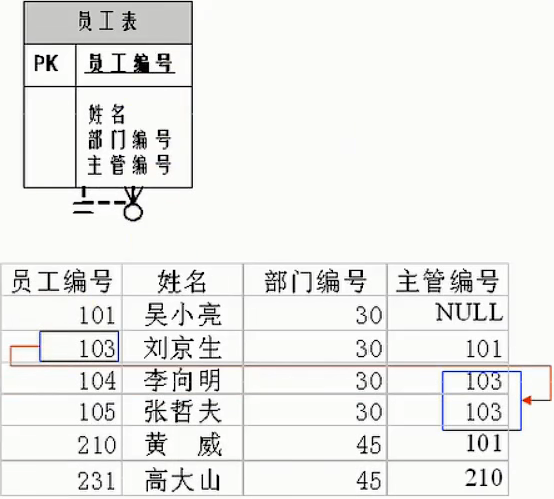 员工表
PK 员工编号
姓名
部门编号
主管编号
员工编号 姓名 部门编号 主管编号
101 吴小亮 30 NULL
103 刘京生 30 101
104 李向明 30 103
105 张哲夫 30 103
210 黄 威 45 101
231 高大山 45 210